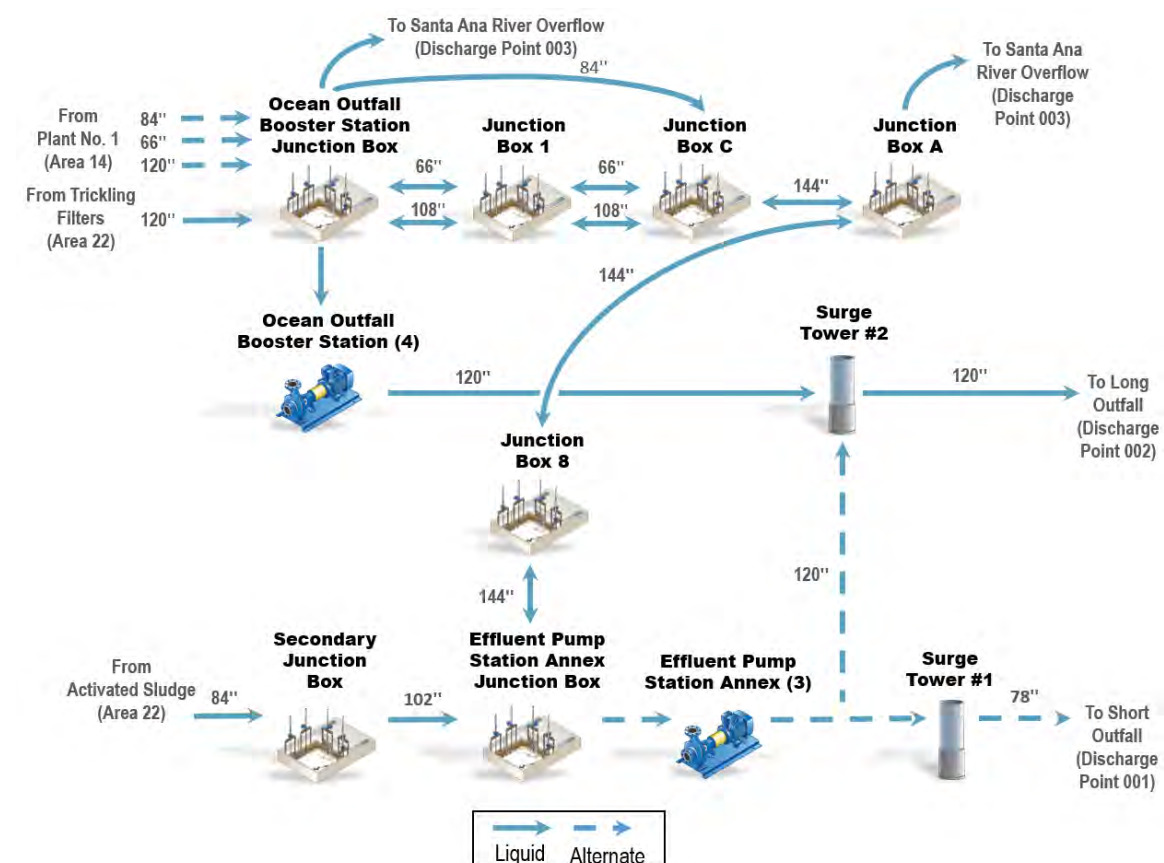 To Santa Ana River Overflow
(Discharge Point 003)
84"
To Santa Ana
River Overflow
(Discharge
Point 003)
From
Plant No. 1
(Area 14)
84"
66"
120"
From Trickling
Filters
(Area 22)
120"
Ocean Outfall
Booster Station
Junction Box
66"
108"
Junction
Box 1
66"
108"
Junction
Box C
144"
Junction
Box A
144"
Ocean Outfall
Booster Station (4)
120"
Surge
Tower #2
120"
To Long
Outfall
(Discharge
Point 002)
Junction
Box 8
144"
120"
From
Activated Sludge
(Area 22)
84"
Secondary
Junction
Box
102"
Effluent Pump
Station Annex
Junction Box
Effluent Pump
Station Annex (3)
Surge
Tower #1
78"
To Short
Outfall
(Discharge
Point 001)
Liquid
Alternate